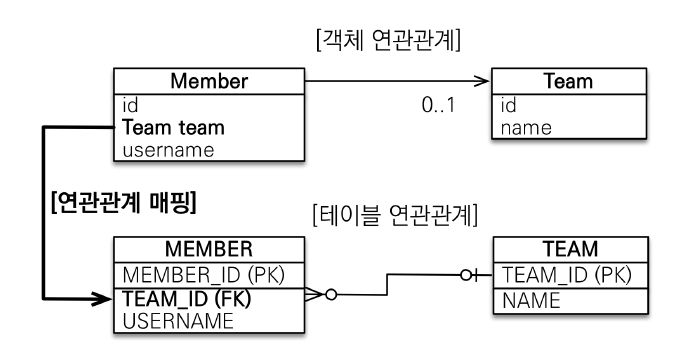 [객체 연관관계]
Member
id
Team team
username
0..1
Team
id
name
[연관관계 매핑]
[테이블 연관관계]
MEMBER
MEMBER_ID (PK)
TEAM_ID (FK)
USERNAME
TEAM
TEAM_ID (PK)
NAME